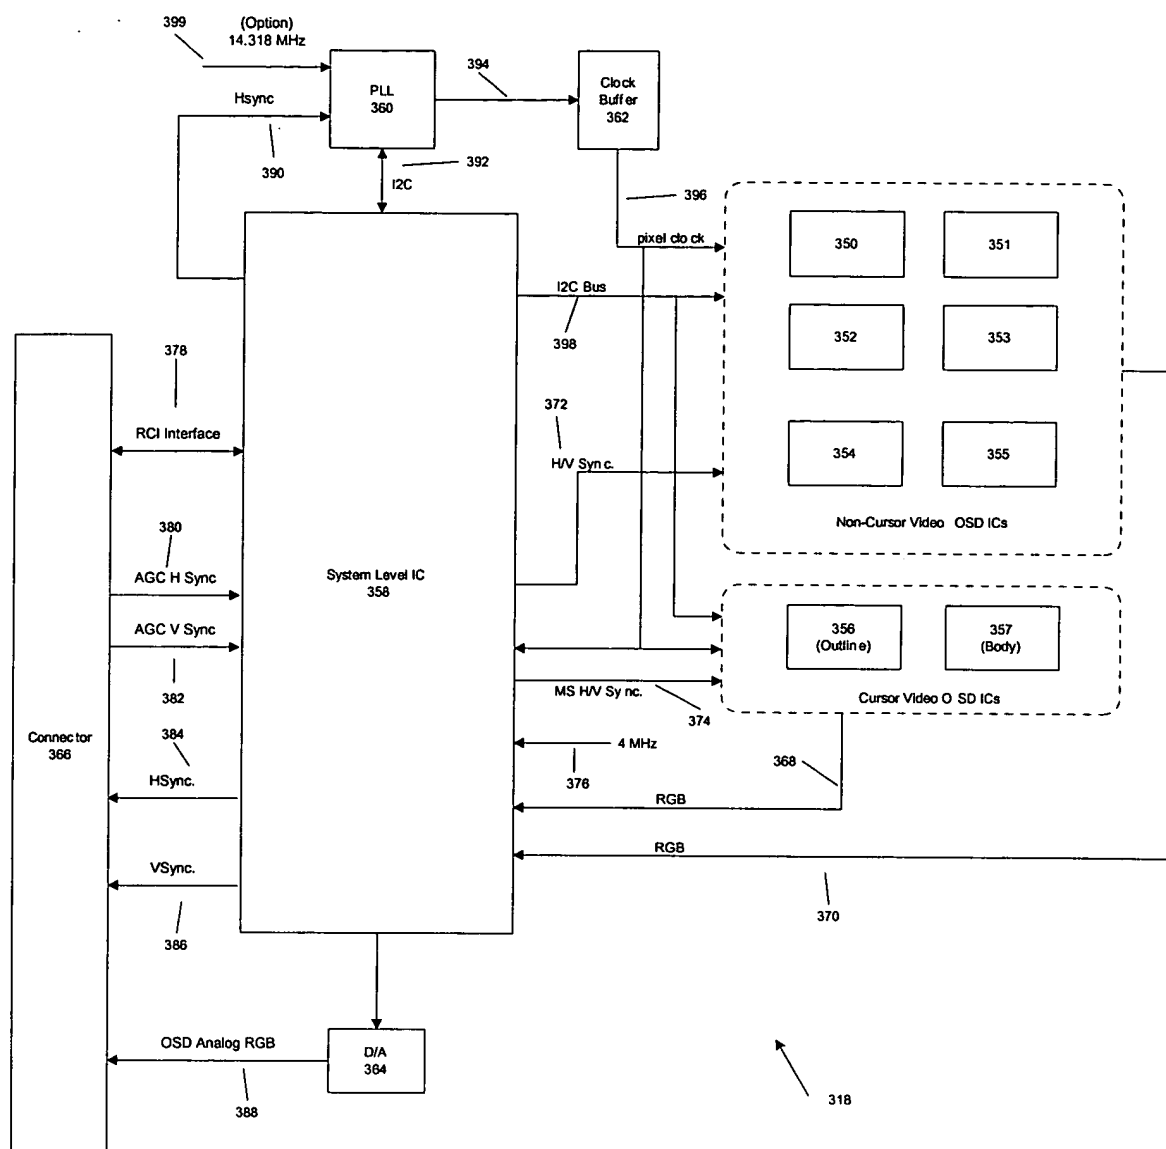 399
(Option)
14.318 MHz
394
PLL
360
Clock
Buffer
362
Hsync
390
392
I2C
396
pixel clock
350
351
I2C Bus
398
352
353
378
372
RCI Interface
H/V Sync.
354
355
Non-Cursor Video OSD ICs
380
AGC H Sync
System Level IC
358
AGC V Sync
382
356
(Outline)
357
(Body)
MS H/V Sync.
374
Cursor Video OSD ICs
384
Connector
366
4 MHz
376
368
HSync.
RGB
RGB
VSync.
386
370
OSD Analog RGB
388
D/A
364
318